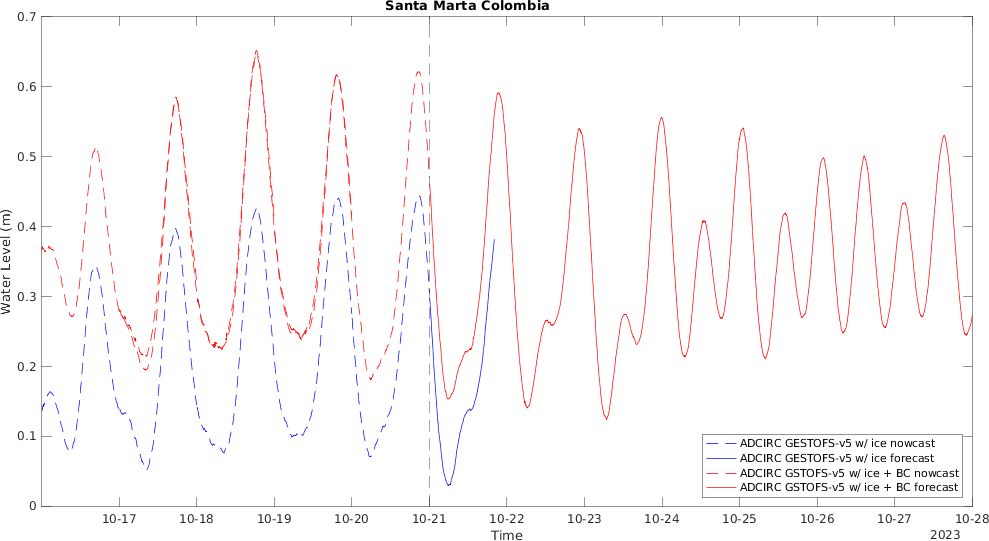 Santa Marta Colombia
0.7
0.6
0.5
0.4
0.3
0.2
0.1
0
Water Level (m)
10-17 10-18 10-19 10-20 10-21 10-22 10-23 10-24 10-25 10-26 10-27 10-28
Time
2023
ADCIRC GESTOFS-v5 w/ ice nowcast
ADCIRC GESTOFS-v5 w/ ice forecast
ADCIRC GSTOFS-v5 w/ ice + BC nowcast
ADCIRC GSTOFS-v5 w/ ice + BC forecast